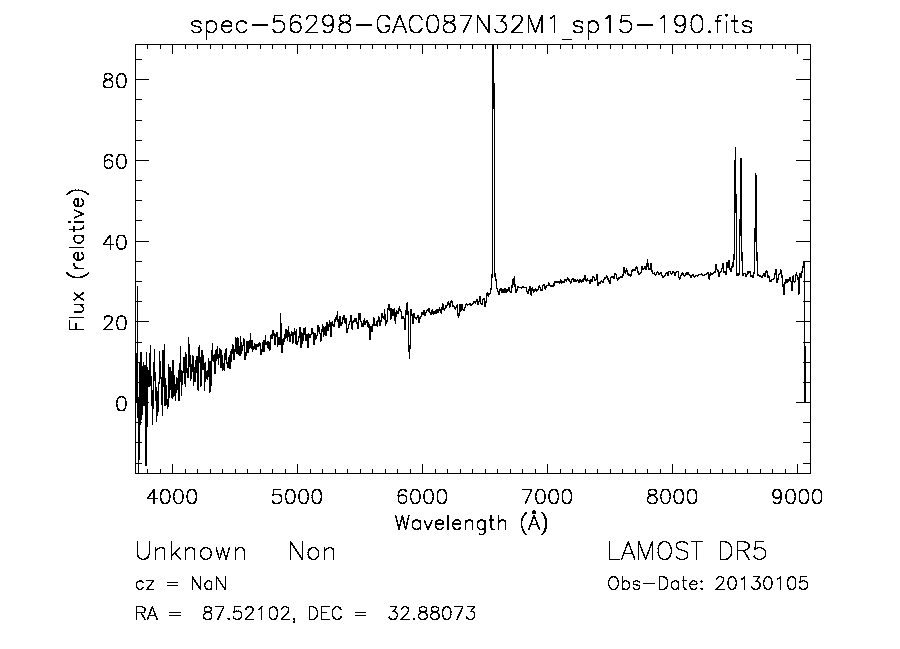 spec-56298-GAC087N32M1_sp15-190.fits
80
60
40
20
0
Flux (relative)
4000 5000 6000 7000 8000 9000
Wavelength (Å)
Unknown Non LAMOST DR5
cz = NaN Obs-Date: 20130105
RA = 87.52102, DEC = 32.88073